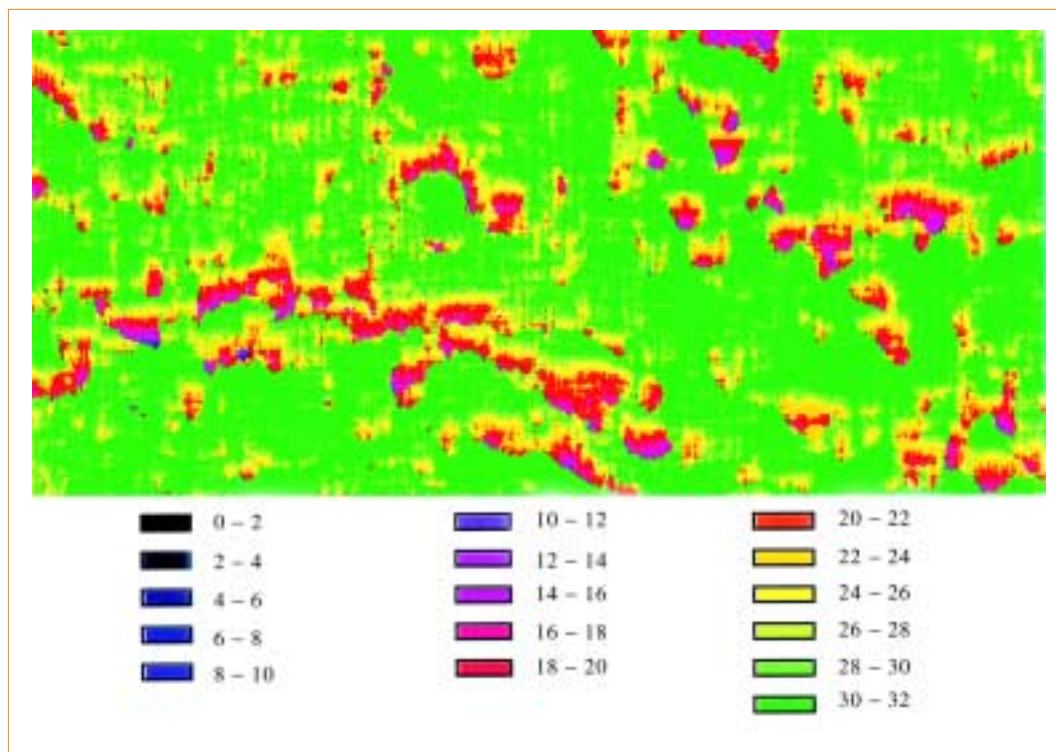 0 – 2
2 – 4
4 – 6
6 – 8
8 – 10
10 – 12
12 – 14
14 – 16
16 – 18
18 – 20
20 – 22
22 – 24
24 – 26
26 – 28
28 – 30
30 – 32